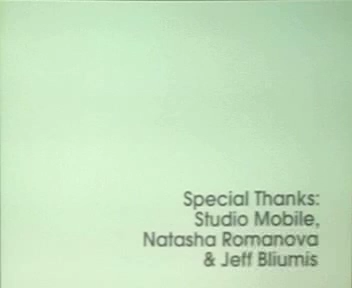 Special Thanks:
Studio Mobile,
Natasha Romanova
& Jeff Bliumis